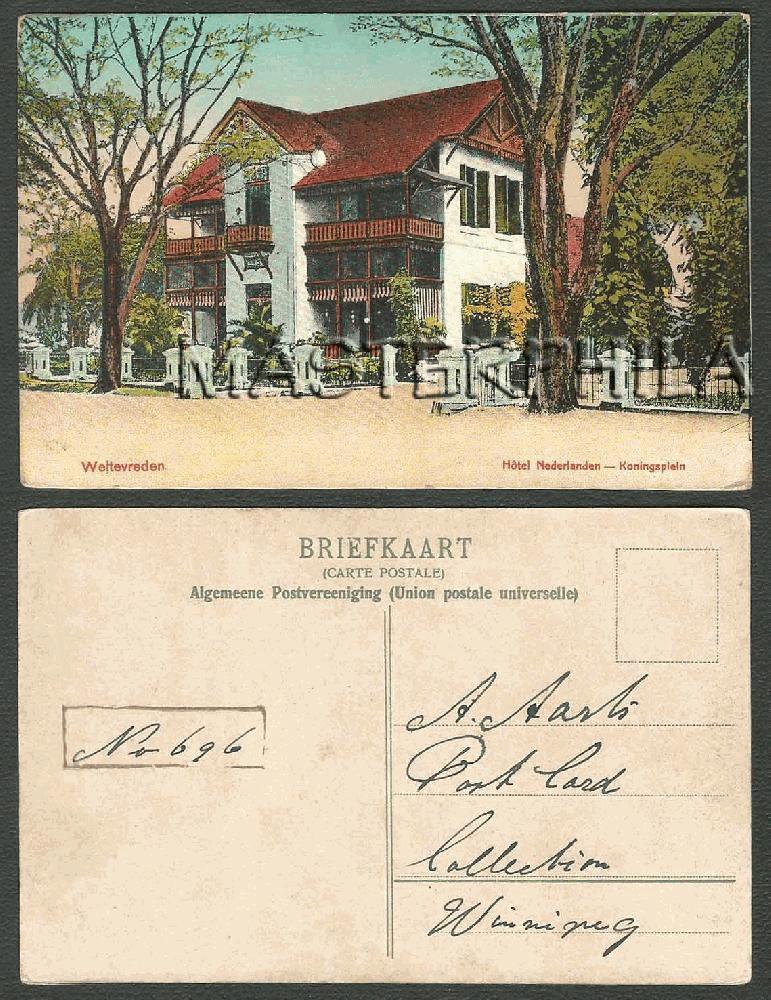 MASTERPHILA
Weltevreden
Hôtel Nederlanden — Koningsplein
BRIEFKAART
(CARTE POSTALE)
Algemeene Postvereeniging (Union postale universelle)
No 696
A. Aarts
Post Card
Collection
Winnipeg